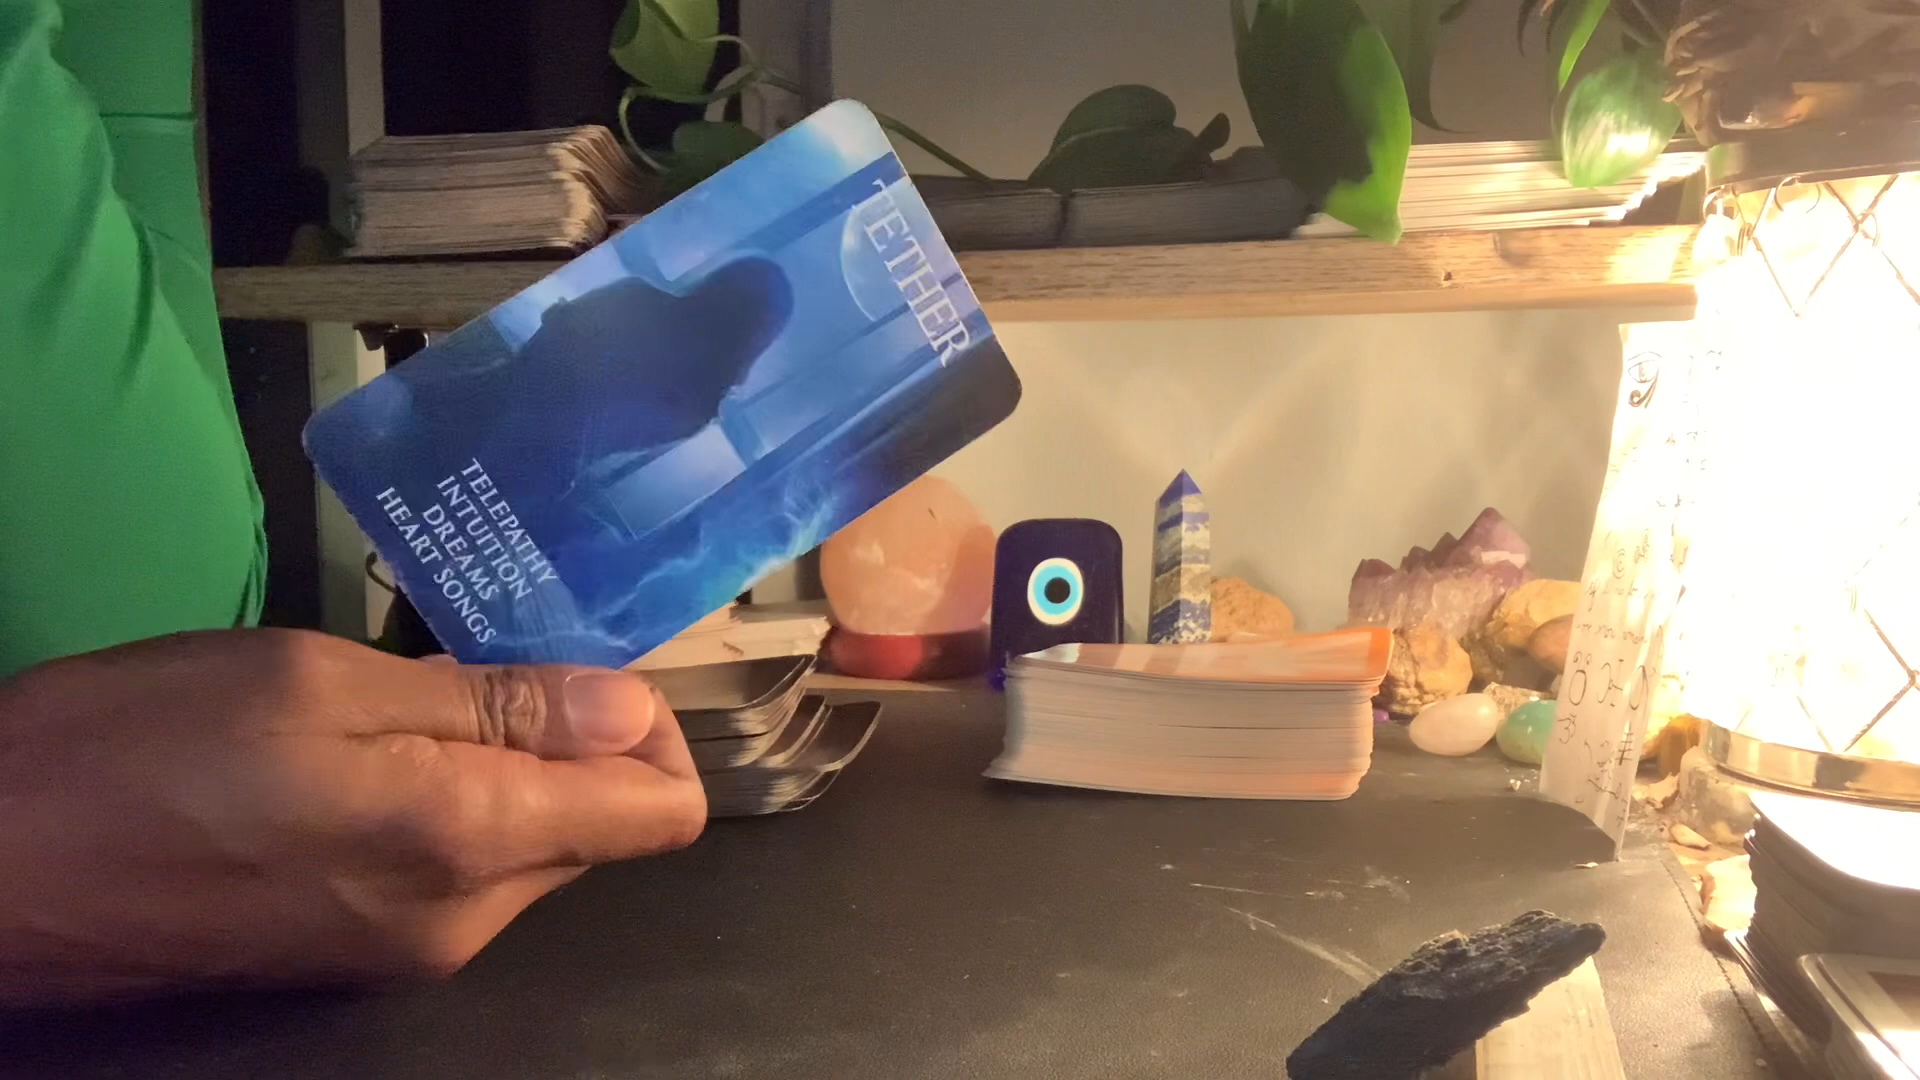 TETHER
TELEPATHY
INTUITION
DREAMS
HEART SONGS